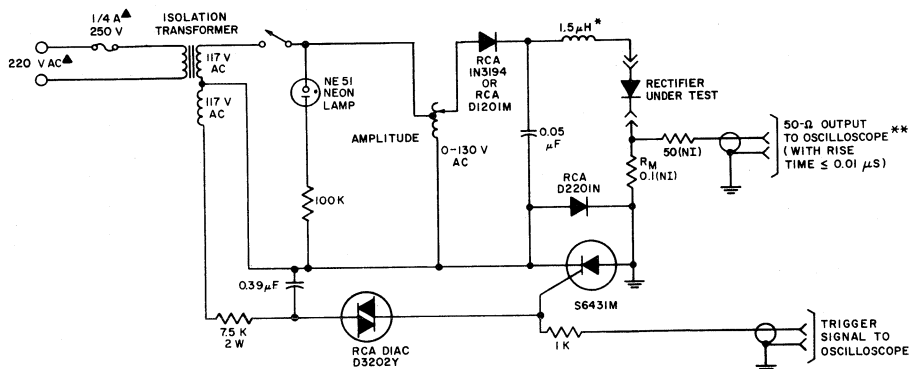 1/4 A▲
250 V
ISOLATION
TRANSFORMER
220 V AC▲
117 V
AC
117 V
AC
NE 51
NEON
LAMP
100 K
AMPLITUDE
0-130 V
AC
RCA
1N3194
OR
RCA
D1201M
1.5 μH*
0.05
μF
RECTIFIER
UNDER TEST
50(NI)
RM
0.1(NI)
50-Ω OUTPUT
TO OSCILLOSCOPE**
(WITH RISE
TIME ≤ 0.01 μS)
RCA
D2201N
S6431M
0.39μF
7.5 K
2 W
RCA DIAC
D3202Y
1 K
TRIGGER
SIGNAL TO
OSCILLOSCOPE